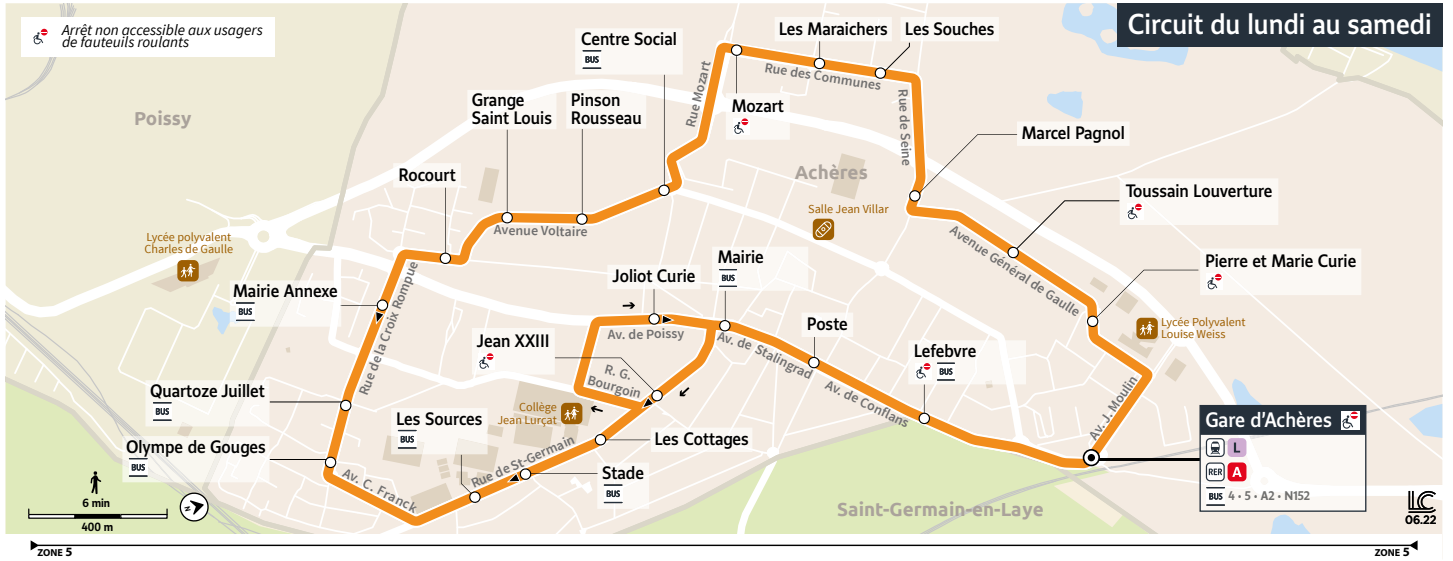 Circuit du lundi au samedi
Arrêt non accessible aux usagers
de fauteuils roulants
Poissy
Centre Social
BUS
Les Maraichers
Les Souches
Rue des Communes
Rue Mozart
Mozart
Rue de Seine
Grange
Saint Louis
Pinson
Rousseau
Marcel Pagnol
Achères
Rocourt
Toussain Louverture
Salle Jean Villar
Avenue Voltaire
Lycée polyvalent
Charles de Gaulle
Avenue Général de Gaulle
Mairie
BUS
Pierre et Marie Curie
Joliot Curie
Mairie Annexe
BUS
Rue de la Croix Rompue
Av. de Poissy
Poste
Lycée Polyvalent
Louise Weiss
Jean XXIII
Av. de Stalingrad
Lefebvre
BUS
R. G.
Bourgoin
Quartoze Juillet
BUS
Av. de Conflans
Av. J. Moulin
Collège
Jean Lurçat
Les Sources
BUS
Gare d'Achères
L
RER A
BUS 4 • 5 • A2 • N152
Les Cottages
Olympe de Gouges
BUS
Rue de St-Germain
Stade
BUS
Av. C. Franck
6 min
400 m
N
Saint-Germain-en-Laye
LC
06.22
ZONE 5
ZONE 5